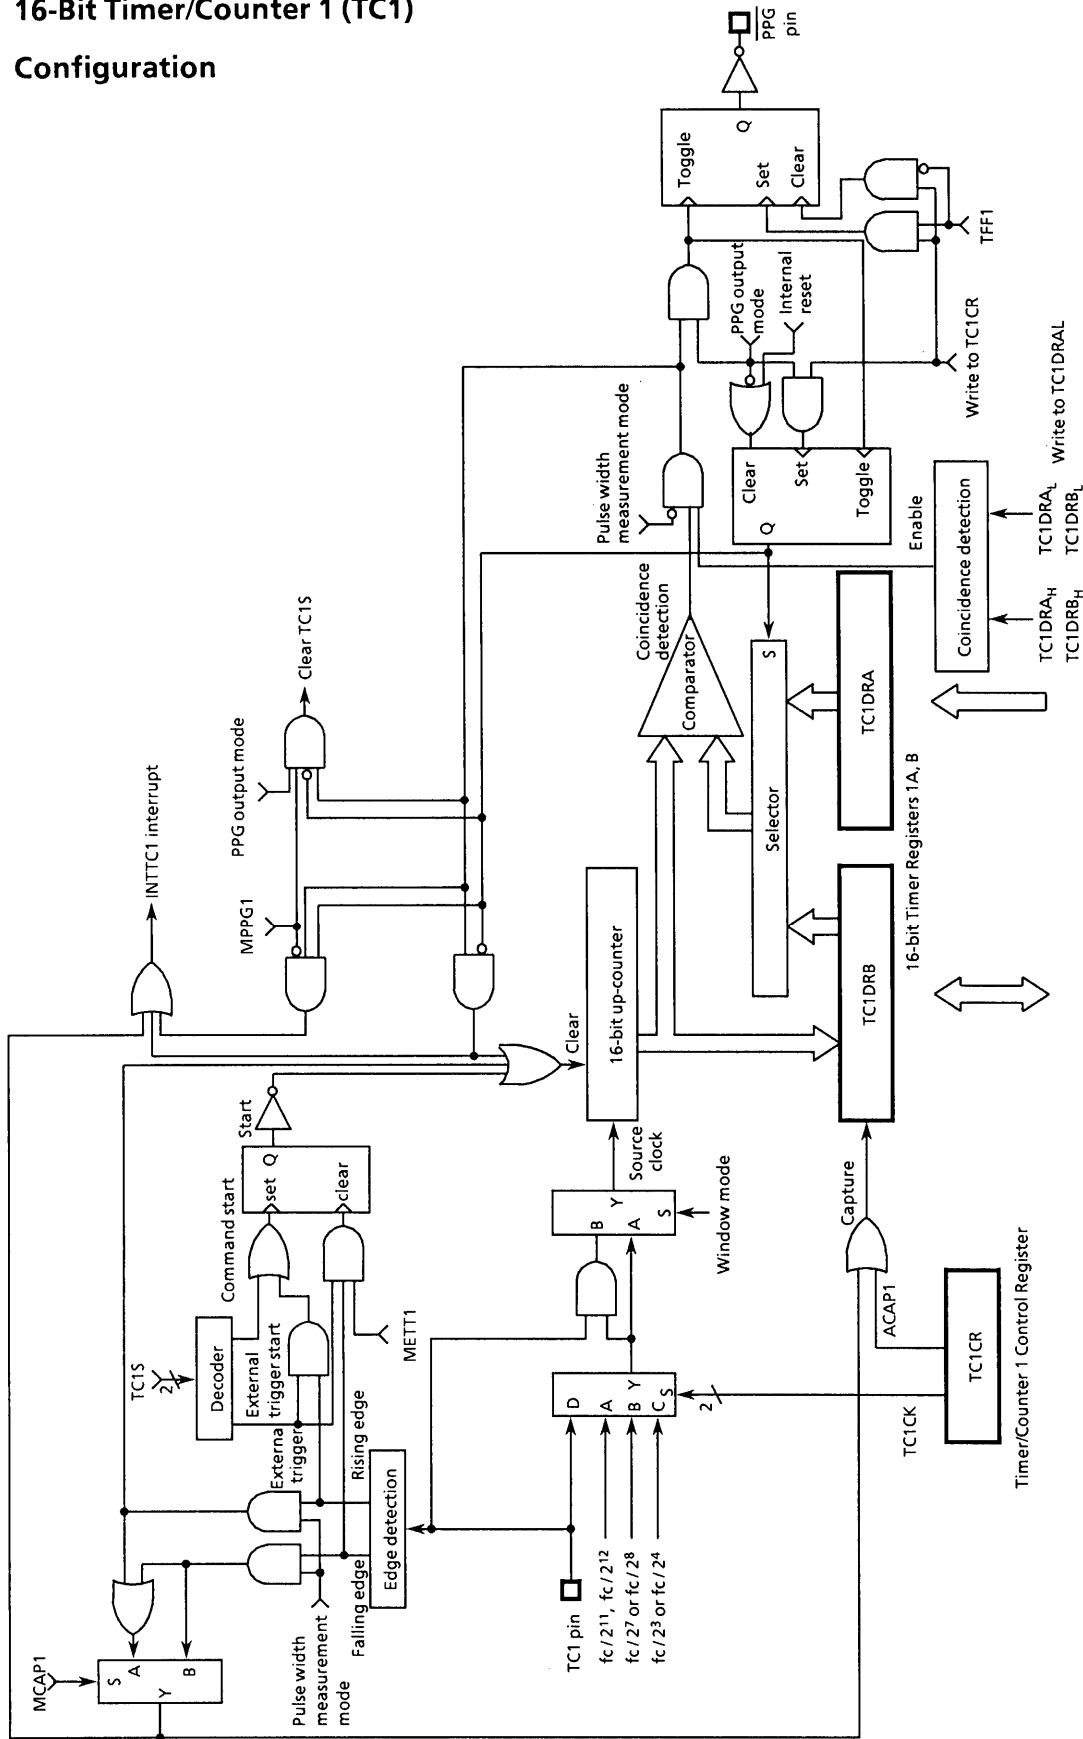 16-Bit Timer/Counter 1 (TC1)
Configuration
MCAP1
S
A
B
Y
Pulse width
measurement
mode
Falling edge
Rising edge
Edge detection
TC1S
2
Decoder
External
trigger
External
trigger start
Command start
METT1
set
Q
clear
Start
INTTC1 interrupt
MPPG1
PPG output mode
Clear TC1S
TC1 pin
fc / 2¹¹, fc / 2¹²
fc / 2⁷ or fc / 2⁸
fc / 2³ or fc / 2⁴
D
A
B
C
Y
S
2
TC1CK
B
A
Y
S
Window mode
Source
clock
Clear
16-bit up-counter
Comparator
Coincidence
detection
Pulse width
measurement mode
Selector
S
Q
Clear
Set
Toggle
PPG output
mode
Internal
reset
Toggle
Set
Clear
Q
PPG
pin
TFF1
Write to TC1CR
Enable
Coincidence detection
TC1DRAH
TC1DRBH
TC1DRAL
TC1DRBL
Write to TC1DRAL
TC1CR
Timer/Counter 1 Control Register
ACAP1
Capture
TC1DRB
TC1DRA
16-bit Timer Registers 1A, B